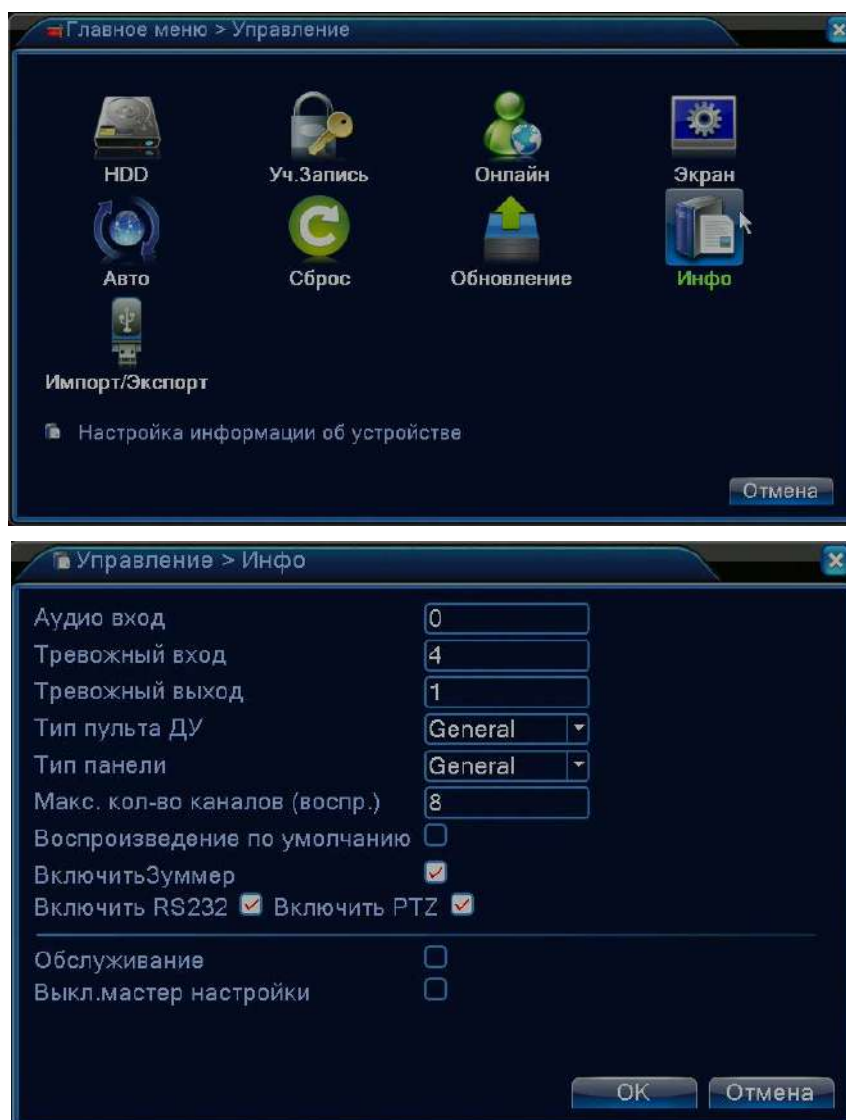 Главное меню > Управление
HDD Уч.Запись Онлайн Экран
Авто Сброс Обновление Инфо
Импорт/Экспорт
Настройка информации об устройстве
Отмена
Управление > Инфо
Аудио вход 0
Тревожный вход 4
Тревожный выход 1
Тип пульта ДУ General
Тип панели General
Макс. кол-во каналов (воспр.) 8
Воспроизведение по умолчанию
ВключитьЗуммер
Включить RS232 Включить PTZ
Обслуживание
Выкл.мастер настройки
OK Отмена